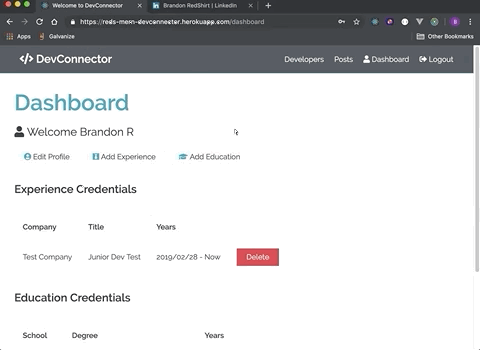 Welcome to DevConnector
Brandon RedShirt | LinkedIn
https://reds-mern-devconnector.herokuapp.com/dashboard
Apps Galvanize Other Bookmarks
DevConnector Developers Posts Dashboard Logout
Dashboard
Welcome Brandon R
Edit Profile Add Experience Add Education
Experience Credentials
Company Title Years
Test Company Junior Dev Test 2019/02/28 - Now Delete
Education Credentials
School Degree Years